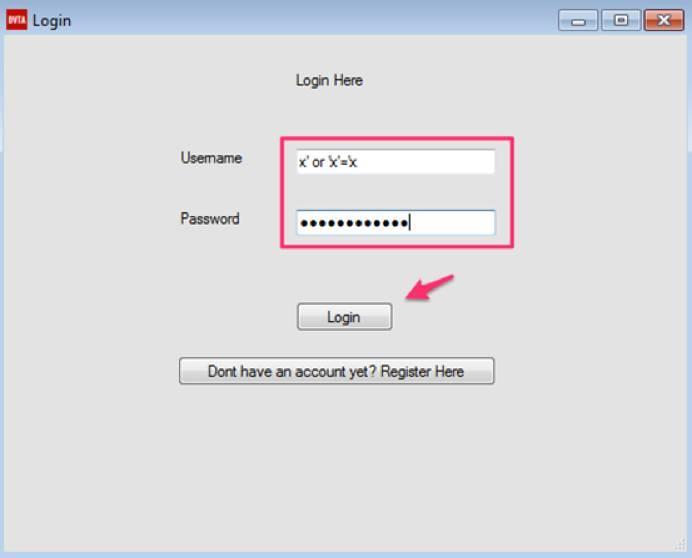 DVTA Login
Login Here
Username x' or 'x'='x
Password ••••••••••••
Login
Dont have an account yet? Register Here